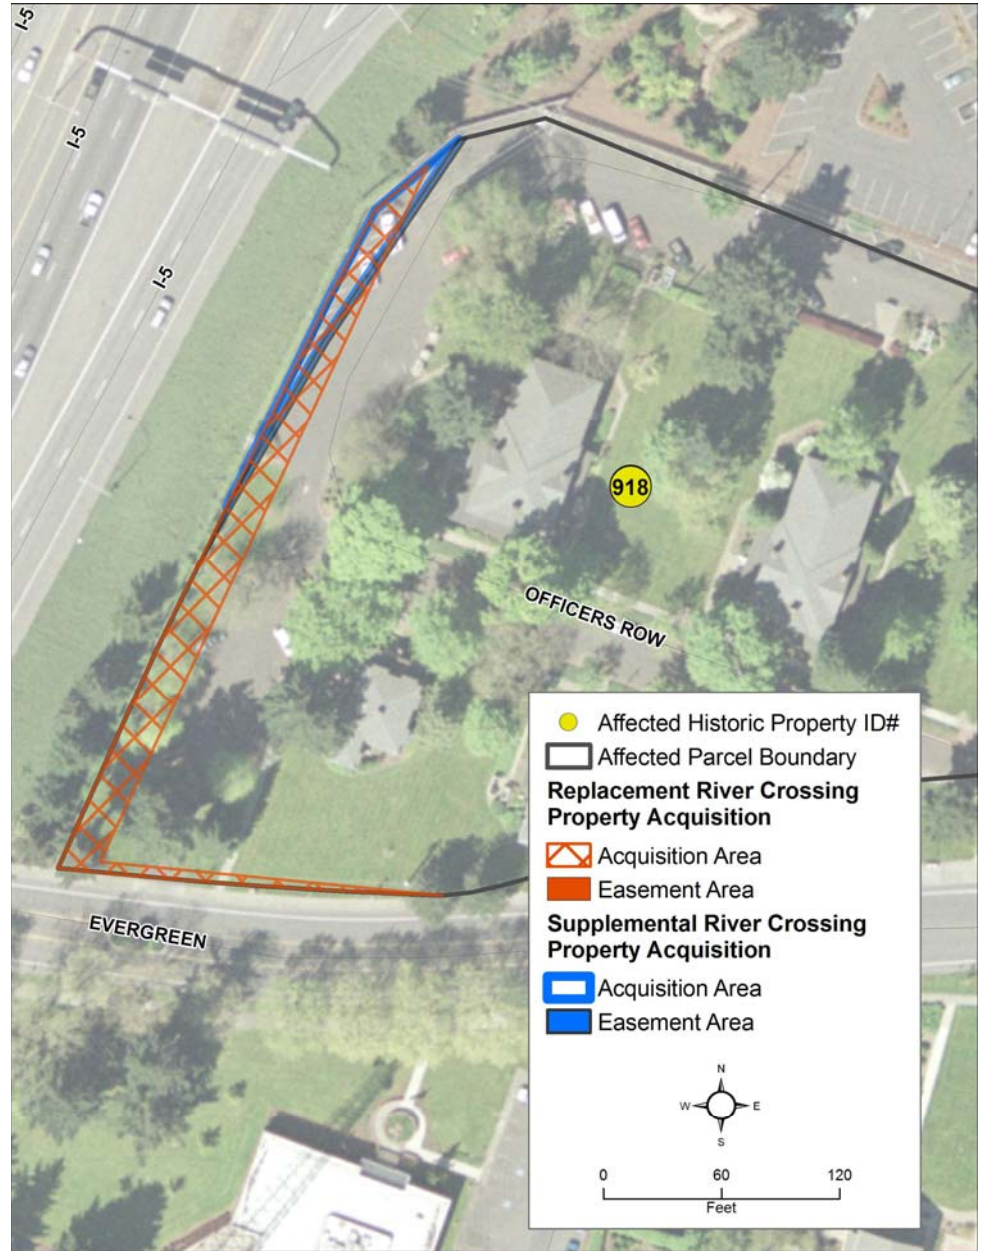 I-5
I-5
I-5
918
OFFICERS ROW
EVERGREEN
Affected Historic Property ID#
Affected Parcel Boundary
Replacement River Crossing
Property Acquisition
Acquisition Area
Easement Area
Supplemental River Crossing
Property Acquisition
Acquisition Area
Easement Area
N
W E
S
0 60 120
Feet